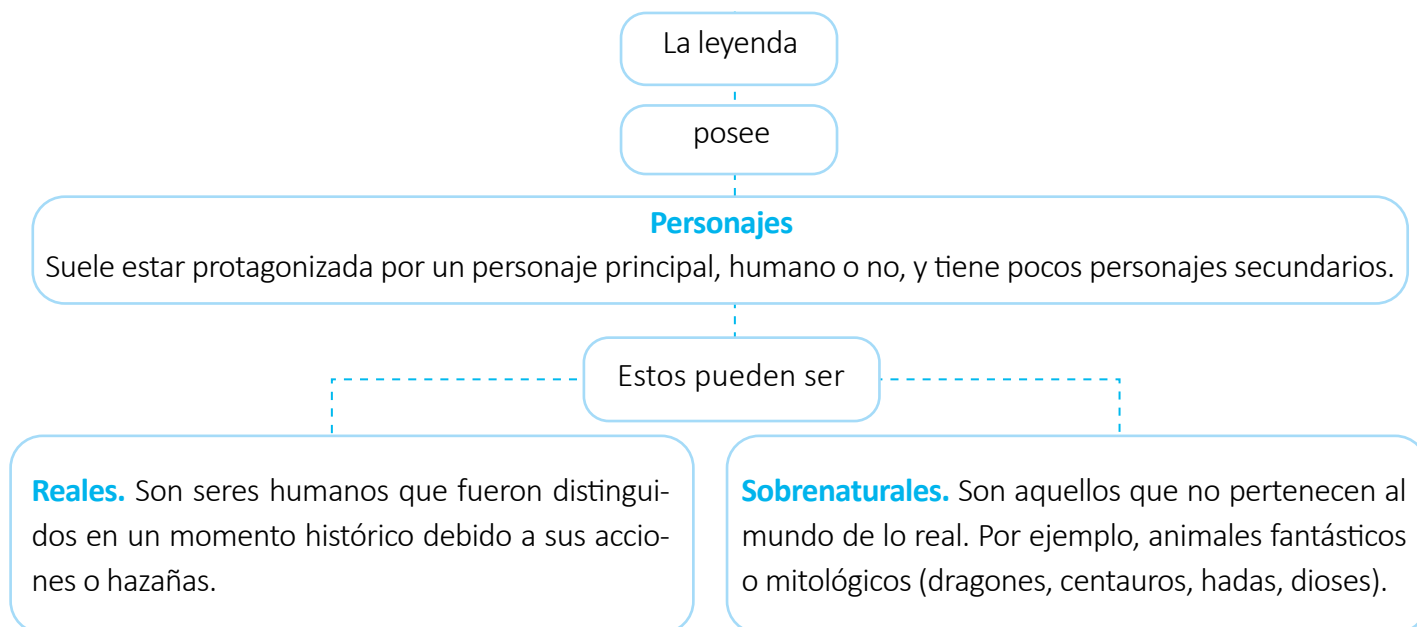 La leyenda
posee
Personajes
Suele estar protagonizada por un personaje principal, humano o no, y tiene pocos personajes secundarios.
Estos pueden ser
Reales. Son seres humanos que fueron distingui-
dos en un momento histórico debido a sus accio-
nes o hazañas.
Sobrenaturales. Son aquellos que no pertenecen al
mundo de lo real. Por ejemplo, animales fantásticos
o mitológicos (dragones, centauros, hadas, dioses).